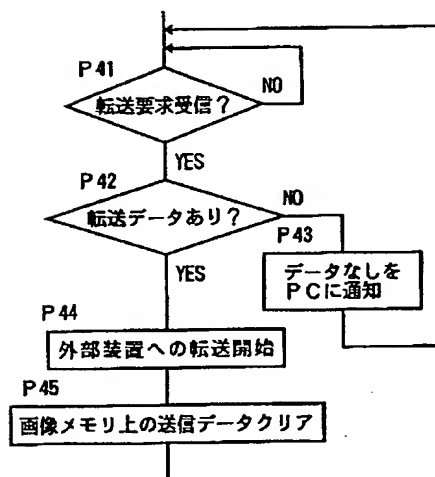 P41
転送要求受信?
NO
YES
P42
転送データあり?
NO
YES
P43
データなしを
PCに通知
P44
外部装置への転送開始
P45
画像メモリ上の送信データクリア